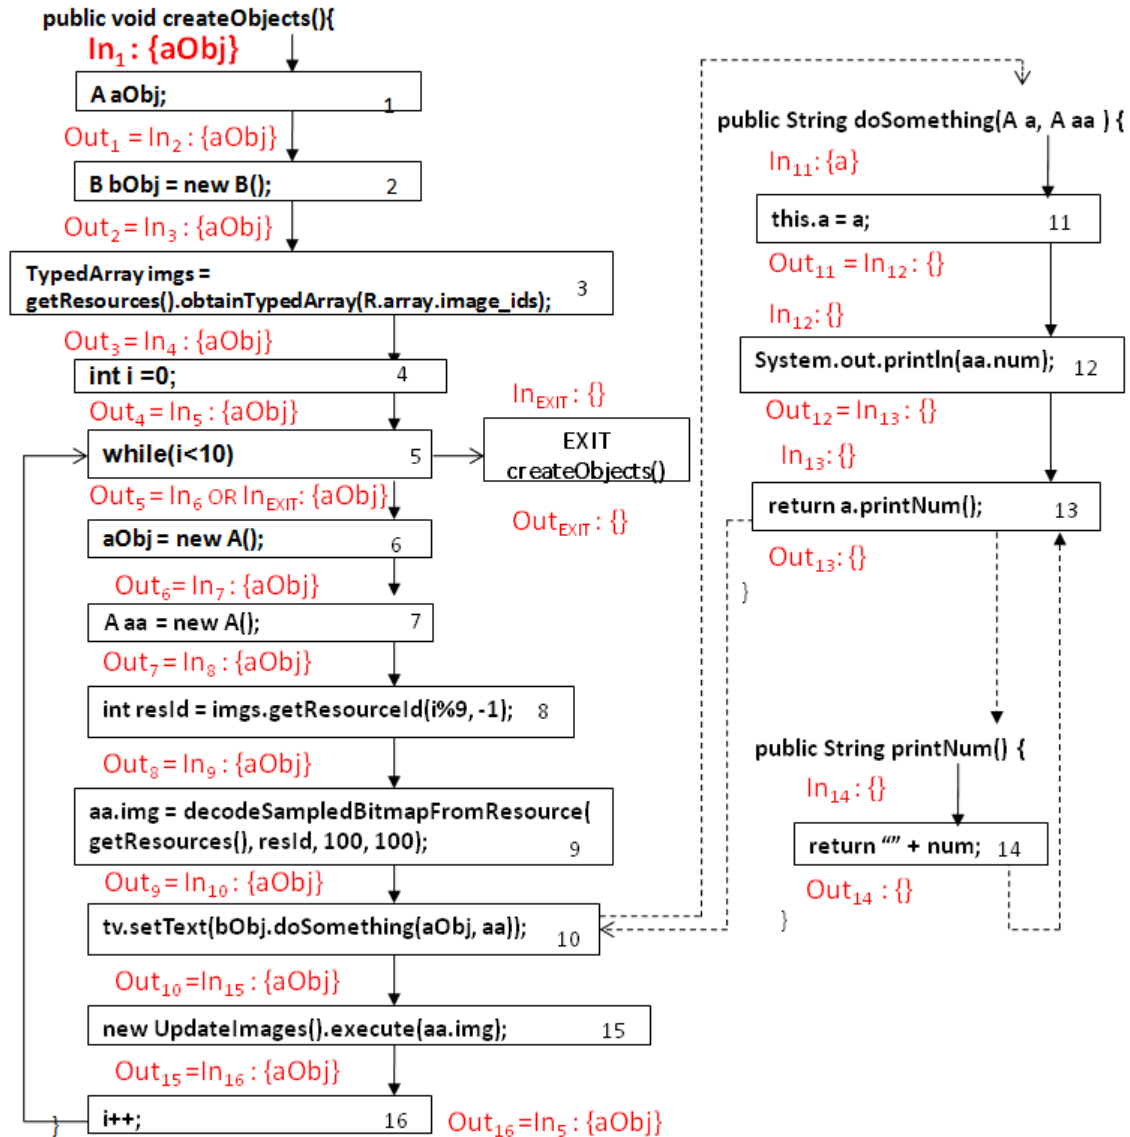 public void createObjects(){
In1 : {aObj}
A aObj;
1
Out1 = In2 : {aObj}
B bObj = new B();
2
Out2 = In3 : {aObj}
TypedArray imgs =
getResources().obtainTypedArray(R.array.image_ids);
3
Out3 = In4 : {aObj}
int i =0;
4
Out4 = In5 : {aObj}
while(i<10)
5
Out5 = In6 OR InEXIT: {aObj}
InEXIT : {}
EXIT
createObjects()
OutEXIT : {}
aObj = new A();
6
Out6= In7 : {aObj}
A aa = new A();
7
Out7 = In8 : {aObj}
int resId = imgs.getResourceId(i%9, -1);
8
Out8 = In9 : {aObj}
aa.img = decodeSampledBitmapFromResource(
getResources(), resId, 100, 100);
9
Out9 = In10 : {aObj}
tv.setText(bObj.doSomething(aObj, aa));
10
Out10 =In15 : {aObj}
new UpdateImages().execute(aa.img);
15
Out15=In16 : {aObj}
i++;
16
}
Out16=In5 : {aObj}
public String doSomething(A a, A aa ) {
In11: {a}
this.a = a;
11
Out11 = In12 : {}
In12: {}
System.out.println(aa.num);
12
Out12 = In13 : {}
In13: {}
return a.printNum();
13
Out13: {}
}
public String printNum() {
In14 : {}
return “” + num;
14
Out14 : {}
}